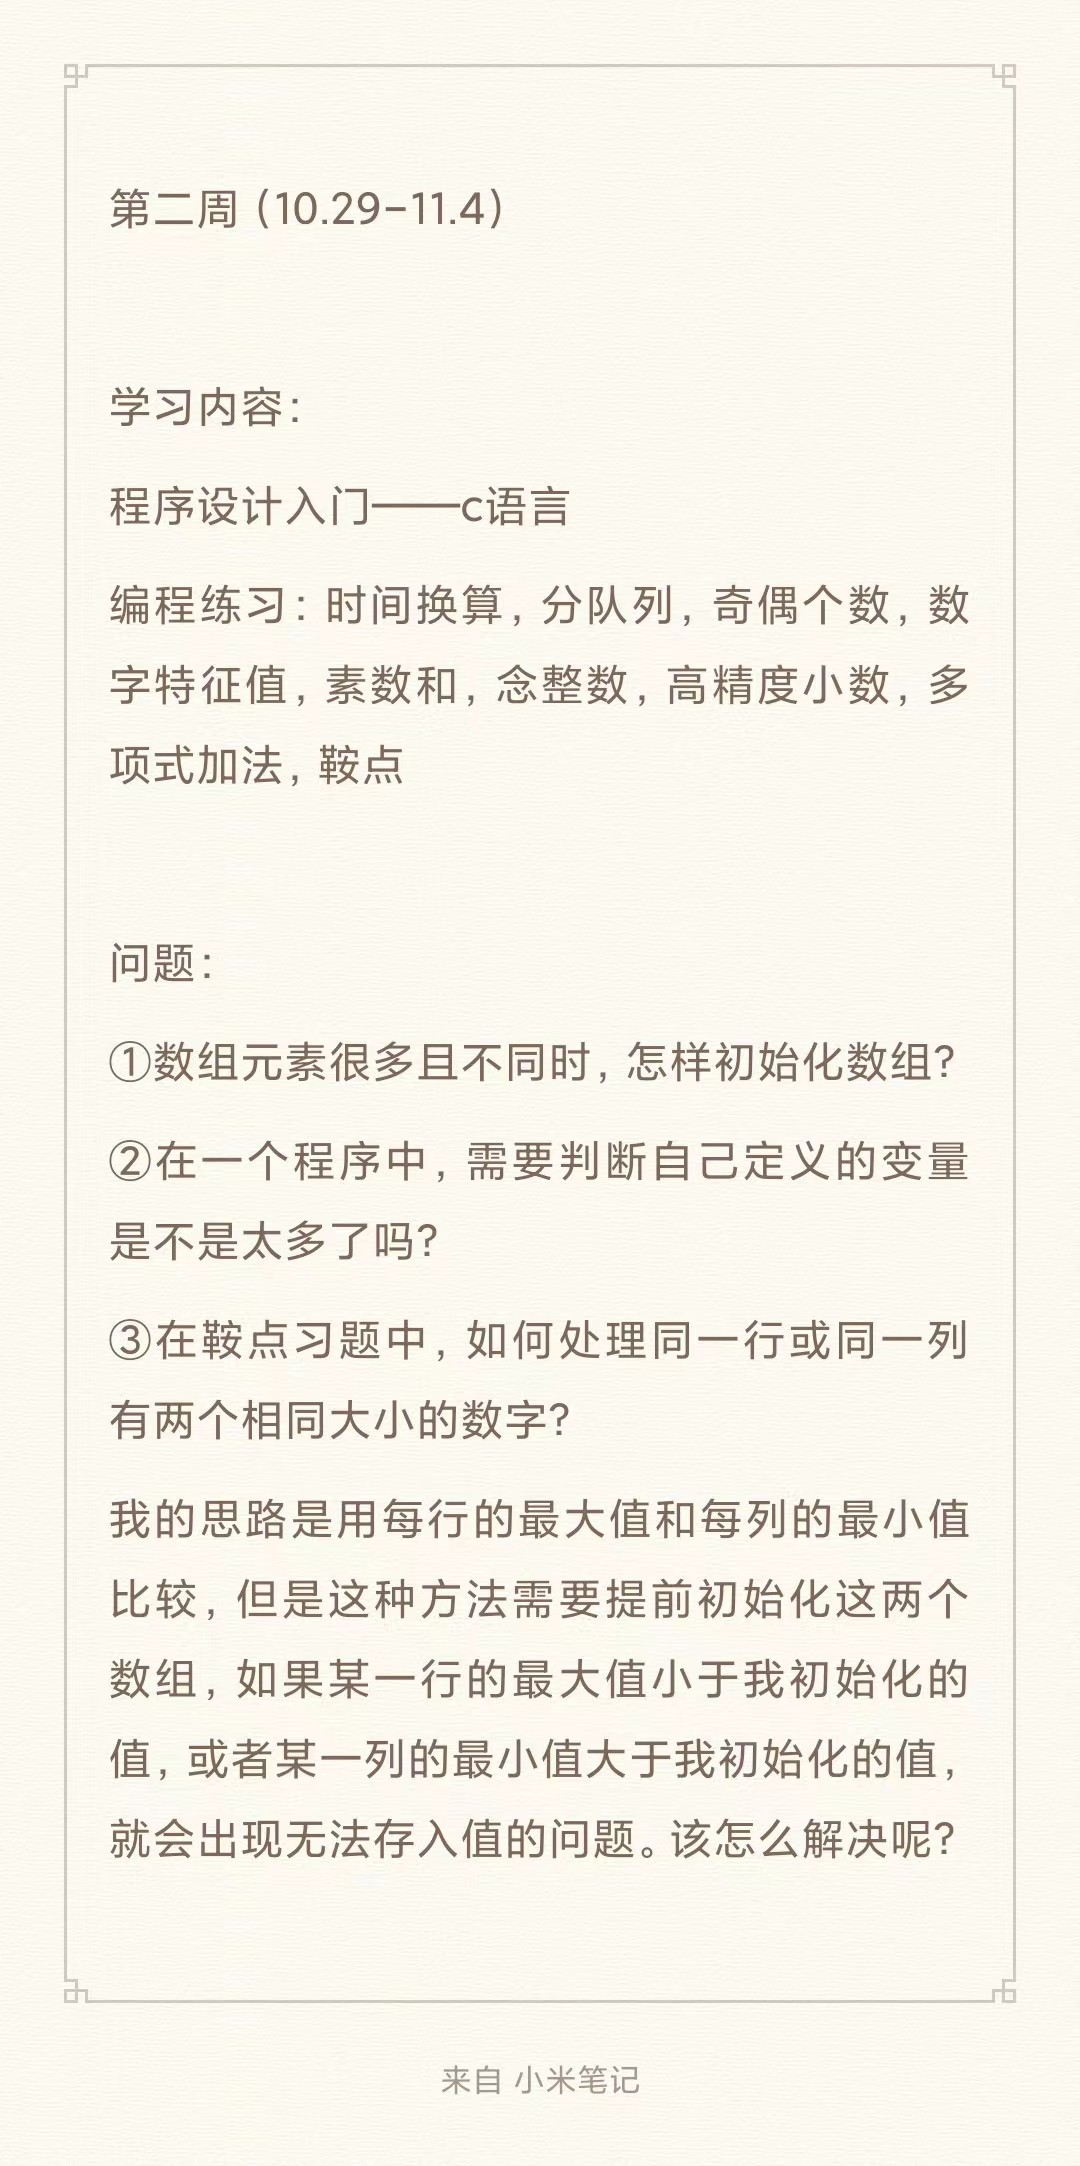 第二周（10.29-11.4）
学习内容：
程序设计入门——c语言
编程练习：时间换算，分队列，奇偶个数，数
字特征值，素数和，念整数，高精度小数，多
项式加法，鞍点
问题：
①数组元素很多且不同时，怎样初始化数组?
②在一个程序中，需要判断自己定义的变量
是不是太多了吗?
③在鞍点习题中，如何处理同一行或同一列
有两个相同大小的数字?
我的思路是用每行的最大值和每列的最小值
比较，但是这种方法需要提前初始化这两个
数组，如果某一行的最大值小于我初始化的
值，或者某一列的最小值大于我初始化的值，
就会出现无法存入值的问题。该怎么解决呢?
来自 小米笔记